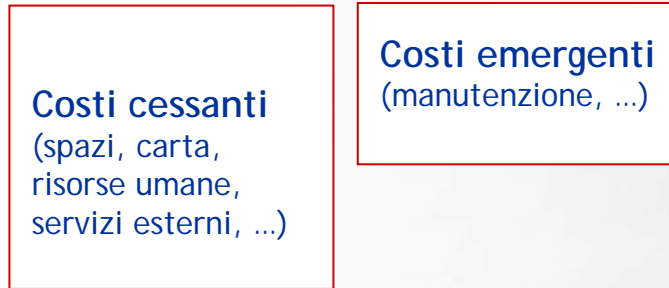 Costi cessanti
(spazi, carta,
risorse umane,
servizi esterni, ...)
Costi emergenti
(manutenzione, ...)